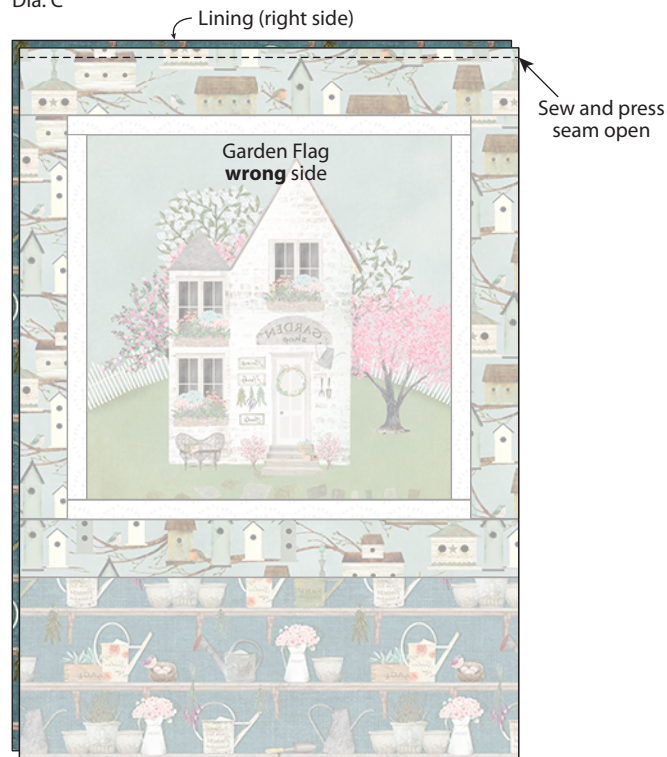 Dia. C
Lining (right side)
Sew and press
seam open
Garden Flag
wrong side
GARDEN
shop